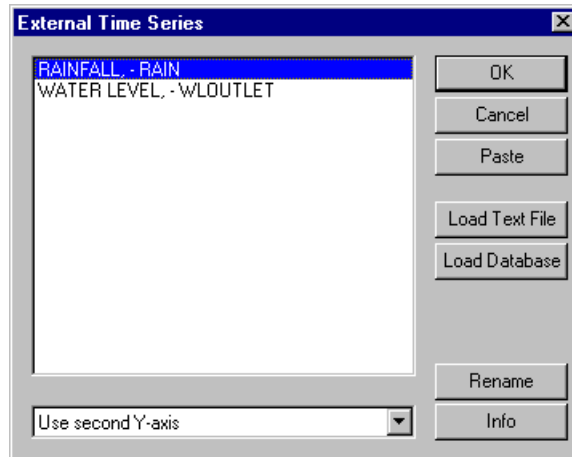 External Time Series
RAINFALL, - RAIN
WATER LEVEL, - WLOUTLET
OK
Cancel
Paste
Load Text File
Load Database
Rename
Use second Y-axis
Info